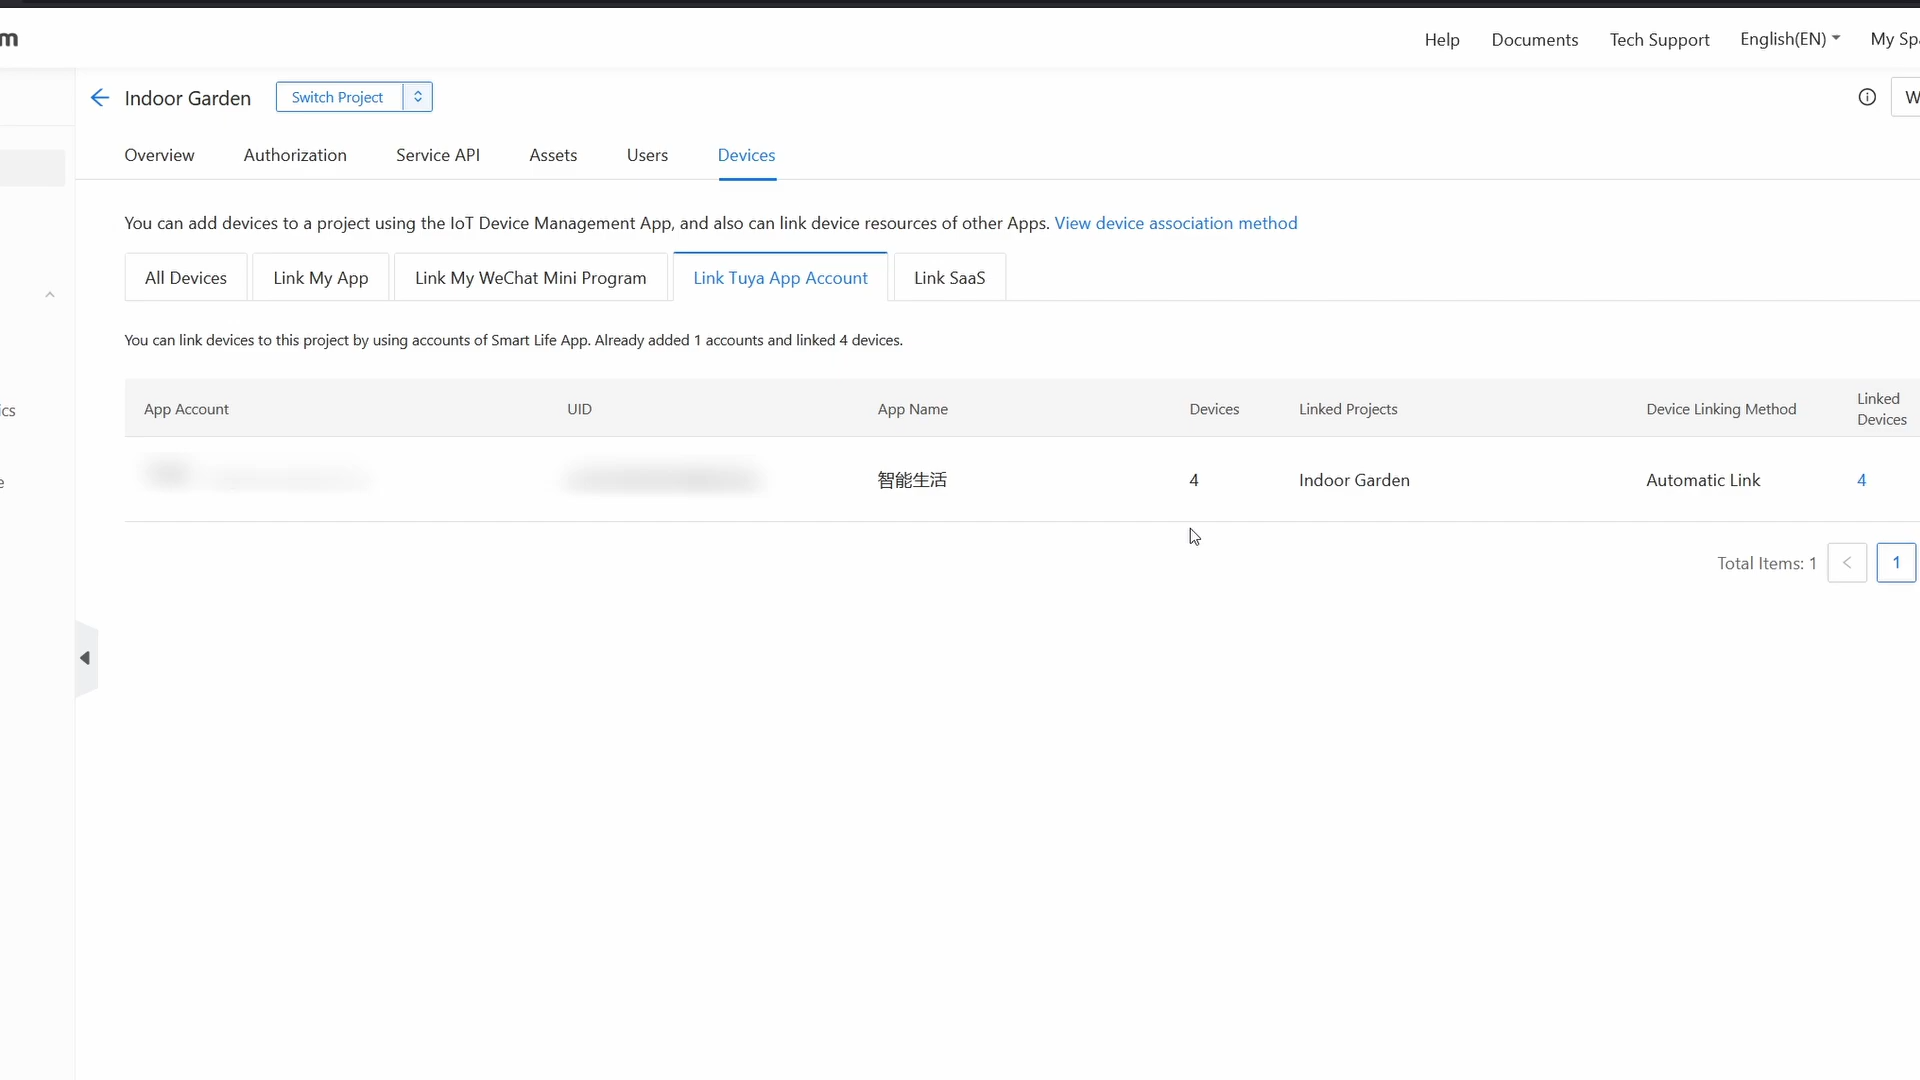 m
Help Documents Tech Support English(EN) My Spa
Indoor Garden Switch Project W
Overview Authorization Service API Assets Users Devices
You can add devices to a project using the IoT Device Management App, and also can link device resources of other Apps. View device association method
All Devices Link My App Link My WeChat Mini Program Link Tuya App Account Link SaaS
You can link devices to this project by using accounts of Smart Life App. Already added 1 accounts and linked 4 devices.
App Account UID App Name Devices Linked Projects Device Linking Method Linked Devices
ics
智能生活 4 Indoor Garden Automatic Link 4
e
Total Items: 1 < 1